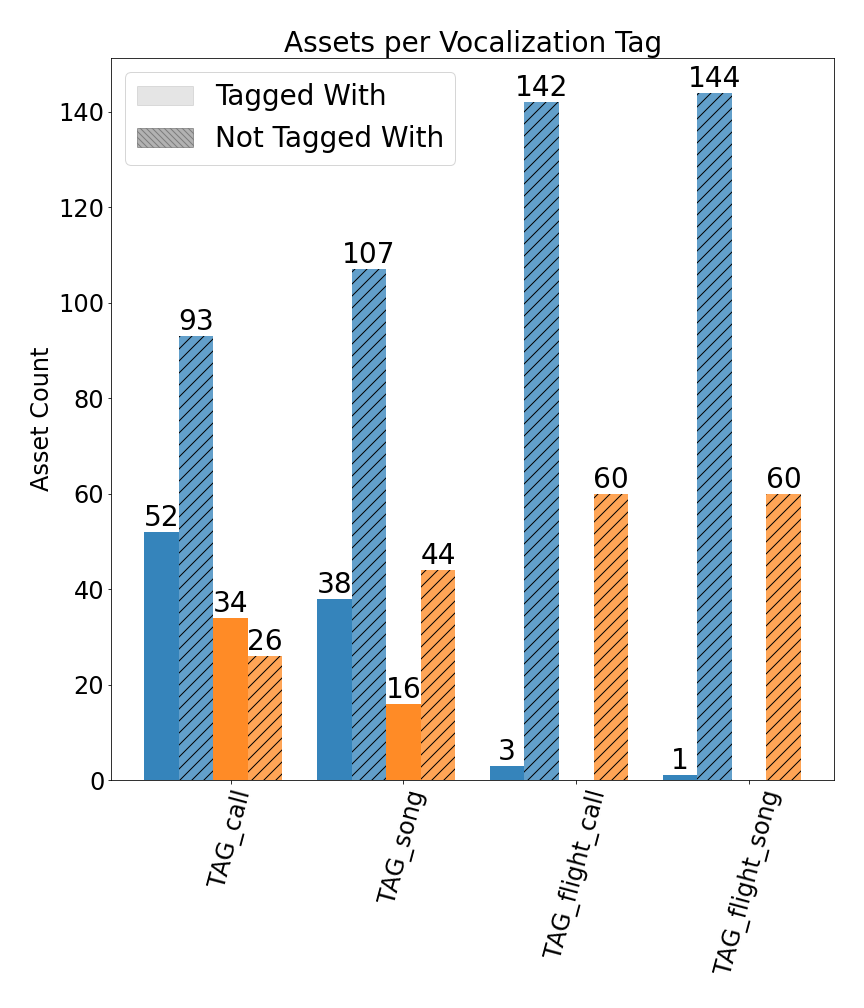 Assets per Vocalization Tag
Tagged With
Not Tagged With
Asset Count
140
120
100
80
60
40
20
0
52
93
34
26
38
107
16
44
3
142
60
1
144
60
TAG_call
TAG_song
TAG_flight_call
TAG_flight_song